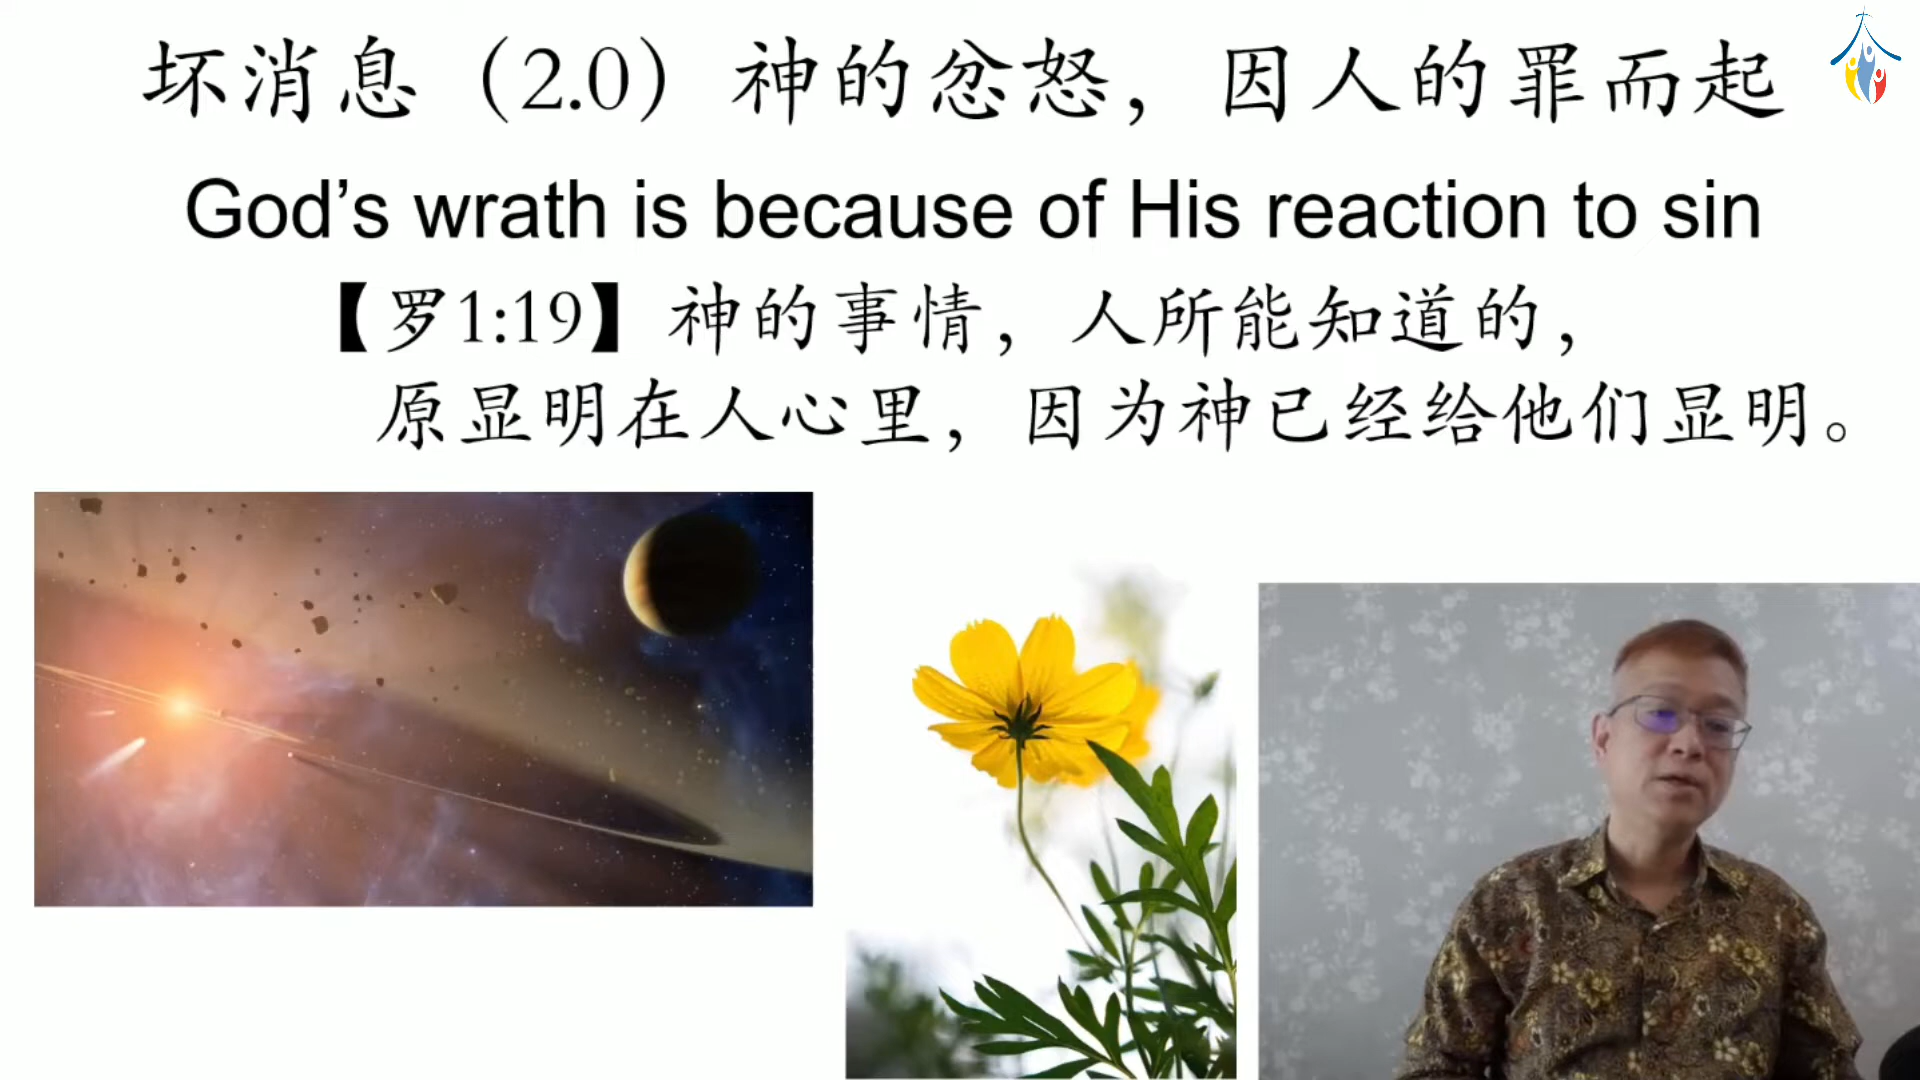 坏消息（2.0）神的忿怒，因人的罪而起
God’s wrath is because of His reaction to sin
【罗1:19】神的事情，人所能知道的，
原显明在人心里，因为神已经给他们显明。